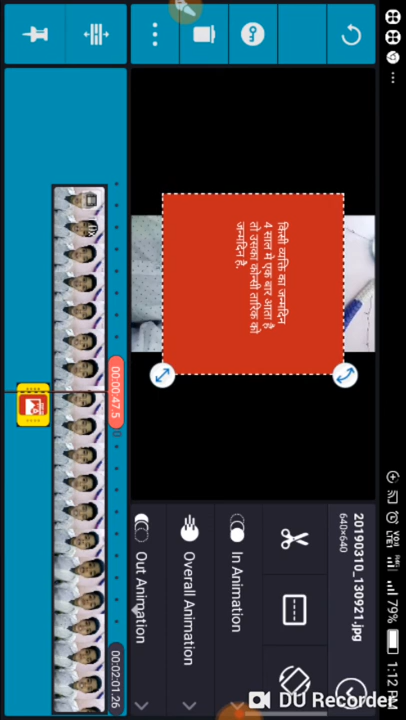 किसी व्यक्ति का जन्मदिन
4 साल मे एक बार आता है
तो उसका कोन्सी तारिक को
जन्मदिन है.
20190310_130921.jpg
640×640
In Animation
Overall Animation
Out Animation
00:00:47.5
00:02:01.26
79%
1:12 PM
DU Recorder